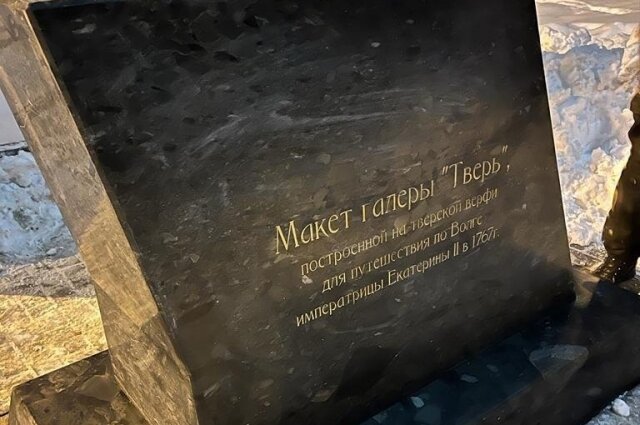 Макет галеры "Тверь",
построенной на тверской верфи
для путешествия по Волге
императрицы Екатерины II в 1767г.